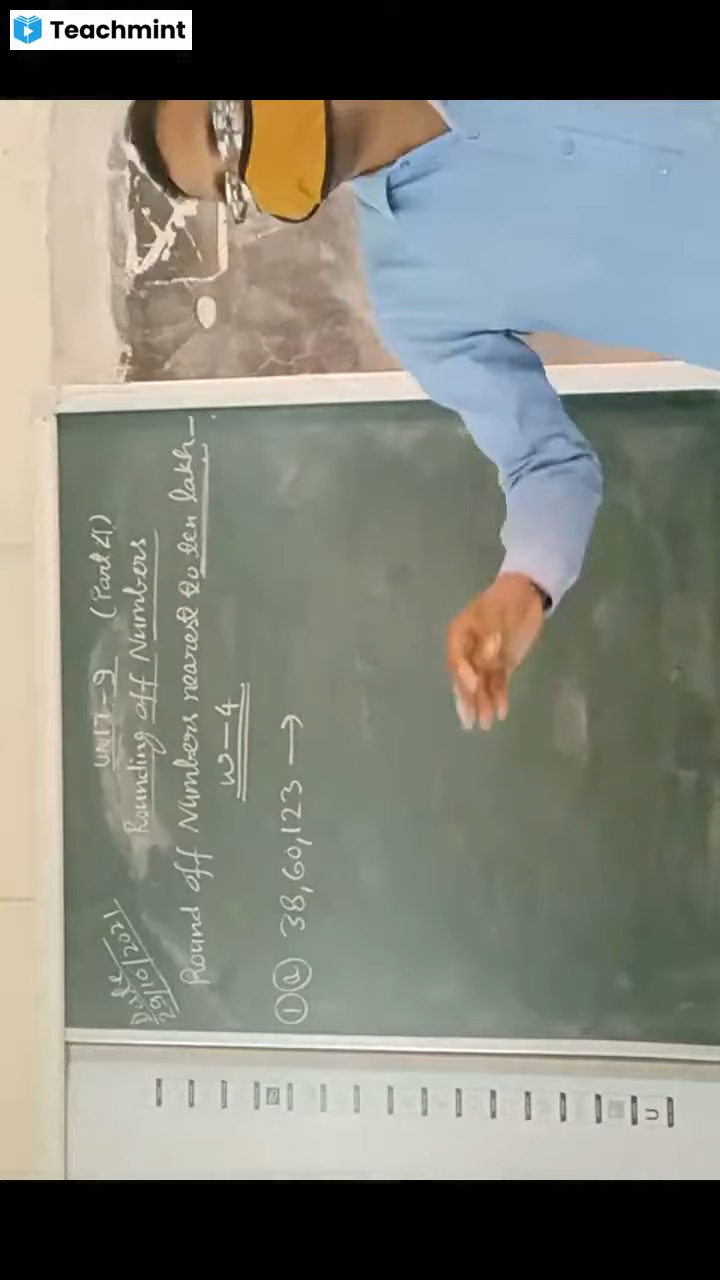 Teachmint
Date
29/10/2021
UNIT-9 (Part 4)
Rounding off Numbers
Round off Numbers nearest to ten lakh-
W-4
① ⓐ 38,60,123 →